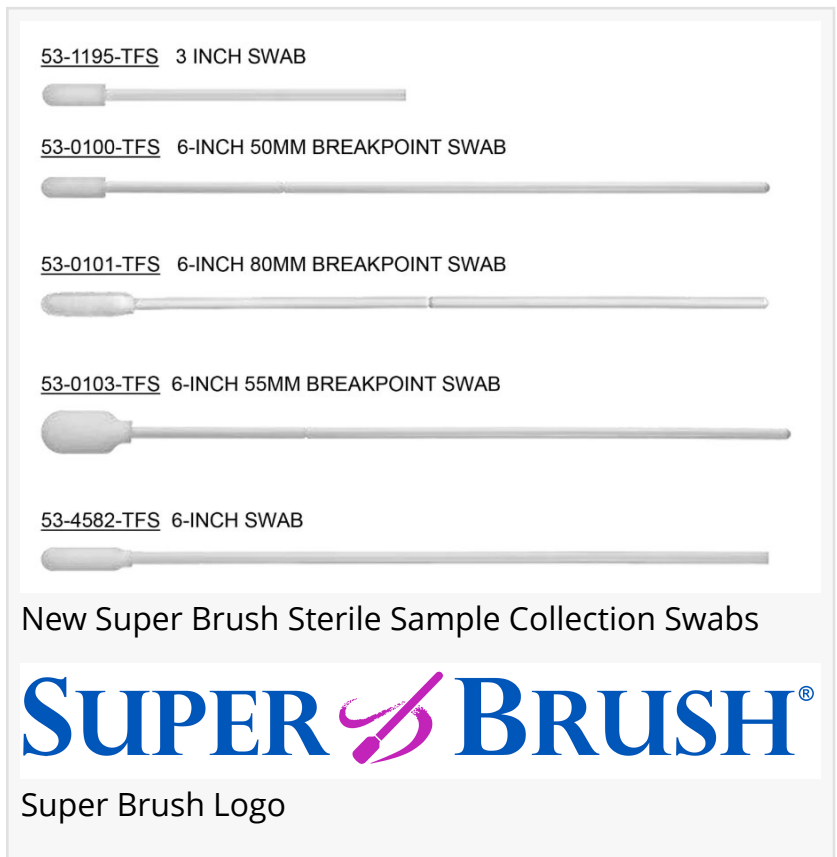 53-1195-TFS 3 INCH SWAB
53-0100-TFS 6-INCH 50MM BREAKPOINT SWAB
53-0101-TFS 6-INCH 80MM BREAKPOINT SWAB
53-0103-TFS 6-INCH 55MM BREAKPOINT SWAB
53-4582-TFS 6-INCH SWAB
New Super Brush Sterile Sample Collection Swabs
SUPER BRUSH®
Super Brush Logo